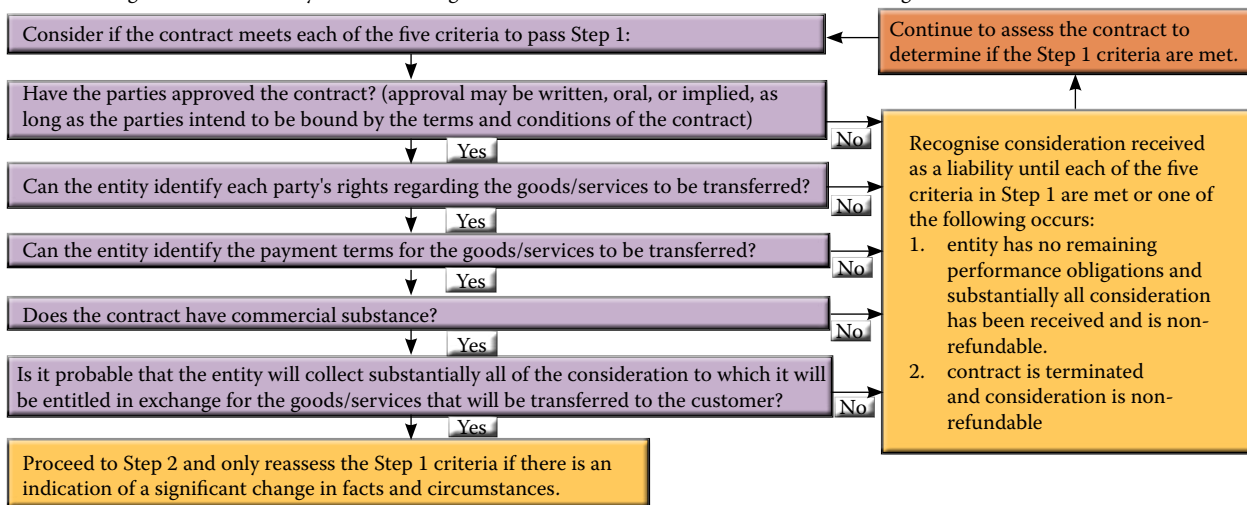 Consider if the contract meets each of the five criteria to pass Step 1:
Continue to assess the contract to
determine if the Step 1 criteria are met.
Have the parties approved the contract? (approval may be written, oral, or implied, as
long as the parties intend to be bound by the terms and conditions of the contract)
No
Yes
Can the entity identify each party's rights regarding the goods/services to be transferred?
No
Yes
Can the entity identify the payment terms for the goods/services to be transferred?
No
Yes
Does the contract have commercial substance?
No
Yes
Is it probable that the entity will collect substantially all of the consideration to which it will
be entitled in exchange for the goods/services that will be transferred to the customer?
No
Yes
Proceed to Step 2 and only reassess the Step 1 criteria if there is an
indication of a significant change in facts and circumstances.
Recognise consideration received
as a liability until each of the five
criteria in Step 1 are met or one of
the following occurs:
1. entity has no remaining
performance obligations and
substantially all consideration
has been received and is non-
refundable.
2. contract is terminated
and consideration is non-
refundable